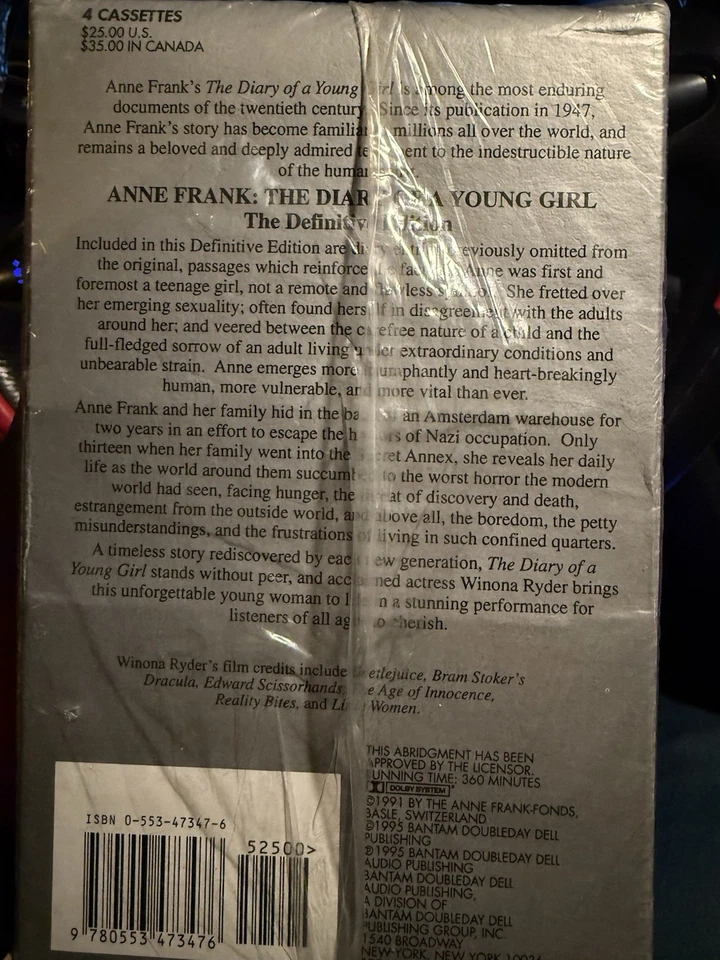 4 CASSETTES
$25.00 U.S.
$35.00 IN CANADA
Anne Frank's The Diary of a Young Girl is among the most enduring
documents of the twentieth century. Since its publication in 1947,
Anne Frank's story has become familiar millions all over the world, and
remains a beloved and deeply admired to the indestructible nature
of the human
ANNE FRANK: THE DIARY OF A YOUNG GIRL
The Definitive Edition
Included in this Definitive Edition are diary entries previously omitted from
the original, passages which reinforce the fact Anne was first and
foremost a teenage girl, not a remote and flawless symbol. She fretted over
her emerging sexuality; often found herself in disagreement with the adults
around her; and veered between the carefree nature of a child and the
full-fledged sorrow of an adult living under extraordinary conditions and
unbearable strain. Anne emerges more triumphantly and heart-breakingly
human, more vulnerable, and more vital than ever.
Anne Frank and her family hid in the an Amsterdam warehouse for
two years in an effort to escape the of Nazi occupation. Only
thirteen when her family went into the Secret Annex, she reveals her daily
life as the world around them to the worst horror the modern
world had seen, facing hunger, the threat of discovery and death,
estrangement from the outside world, and above all, the boredom, the petty
misunderstandings, and the frustrations of living in such confined quarters.
A timeless story rediscovered by each new generation, The Diary of a
Young Girl stands without peer, and acclaimed actress Winona Ryder brings
this unforgettable young woman to life in a stunning performance for
listeners of all ages to cherish.
Winona Ryder's film credits include Beetlejuice, Bram Stoker's
Dracula, Edward Scissorhands, The Age of Innocence,
Reality Bites, and Little Women.
THIS ABRIDGMENT HAS BEEN
APPROVED BY THE LICENSOR.
RUNNING TIME: 360 MINUTES
DOLBY SYSTEM
©1991 BY THE ANNE FRANK-FONDS,
BASLE, SWITZERLAND
℗1995 BANTAM DOUBLEDAY DELL
PUBLISHING
℗1995 BANTAM DOUBLEDAY DELL
AUDIO PUBLISHING
BANTAM DOUBLEDAY DELL
AUDIO PUBLISHING,
A DIVISION OF
BANTAM DOUBLEDAY DELL
PUBLISHING GROUP, INC.
1540 BROADWAY
NEW YORK, NEW YORK 10036
ISBN 0-553-47347-6
52500>
9 780553 473476